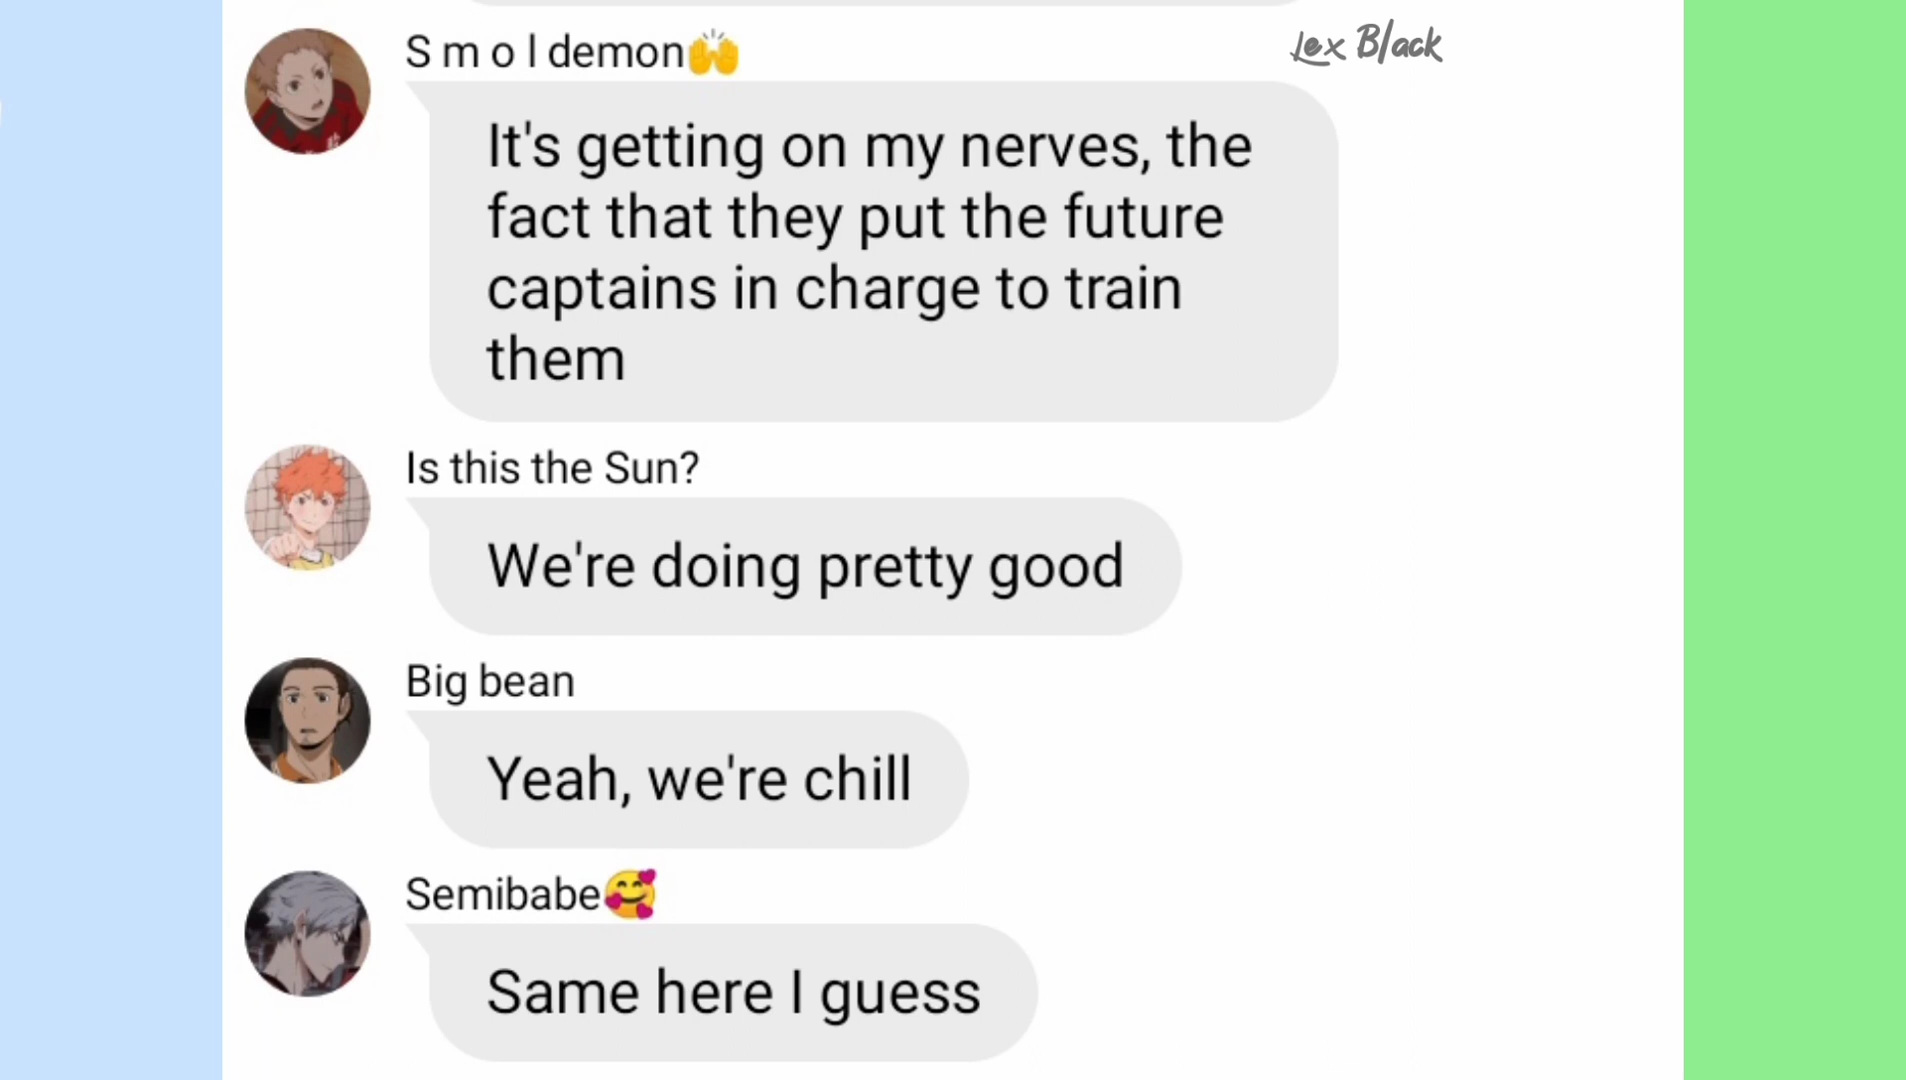 S m o l demon🙌
Lex Black
It's getting on my nerves, the
fact that they put the future
captains in charge to train
them
Is this the Sun?
We're doing pretty good
Big bean
Yeah, we're chill
Semibabe🥰
Same here I guess